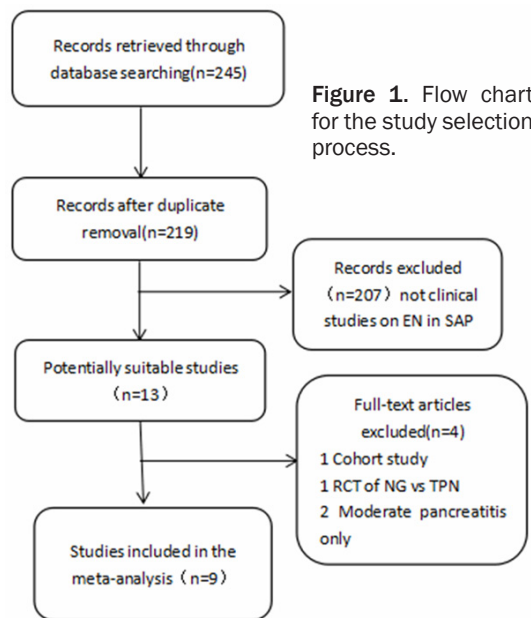 Records retrieved through
database searching(n=245)
Figure 1. Flow chart
for the study selection
process.
Records after duplicate
removal(n=219)
Records excluded
（n=207）not clinical
studies on EN in SAP
Potentially suitable studies
（n=13）
Full-text articles
excluded(n=4)
1 Cohort study
1 RCT of NG vs TPN
2 Moderate pancreatitis
only
Studies included in the
meta-analysis（n=9）